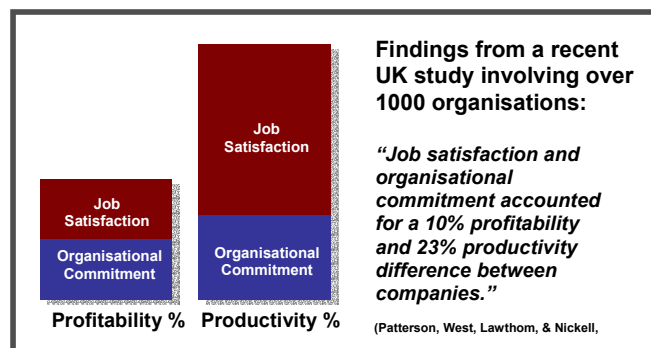 Job
Satisfaction
Organisational
Commitment
Profitability %
Job
Satisfaction
Organisational
Commitment
Productivity %
Findings from a recent
UK study involving over
1000 organisations:
“Job satisfaction and
organisational
commitment accounted
for a 10% profitability
and 23% productivity
difference between
companies.”
(Patterson, West, Lawthom, & Nickell,